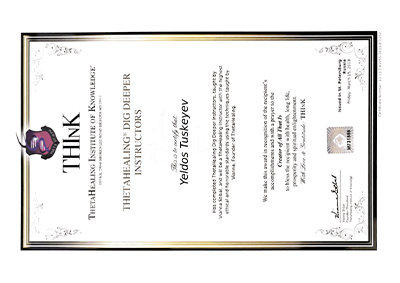 THInK
THETAHEALING INSTITUTE OF KNOWLEDGE®
THETAHEALING® DIG DEEPER
INSTRUCTORS
This is to certify that:
Yeldos Tuskeyev
Has completed ThetaHealing Dig Deeper Instructors, taught by
Vianna Stibal, and will be a ThetaHealing Instructor with the highest
ethical and honorable standards using the techniques taught by
Vianna, Founder of ThetaHealing.
We make this award in recognition of the recipient's
accomplishments and with a prayer to the
Creator of All That Is
to bless the recipient with health, long life,
prosperity and spiritual enlightenment.
With Love & Gratitude, THInK
Issued in St. Petersburg
Russia